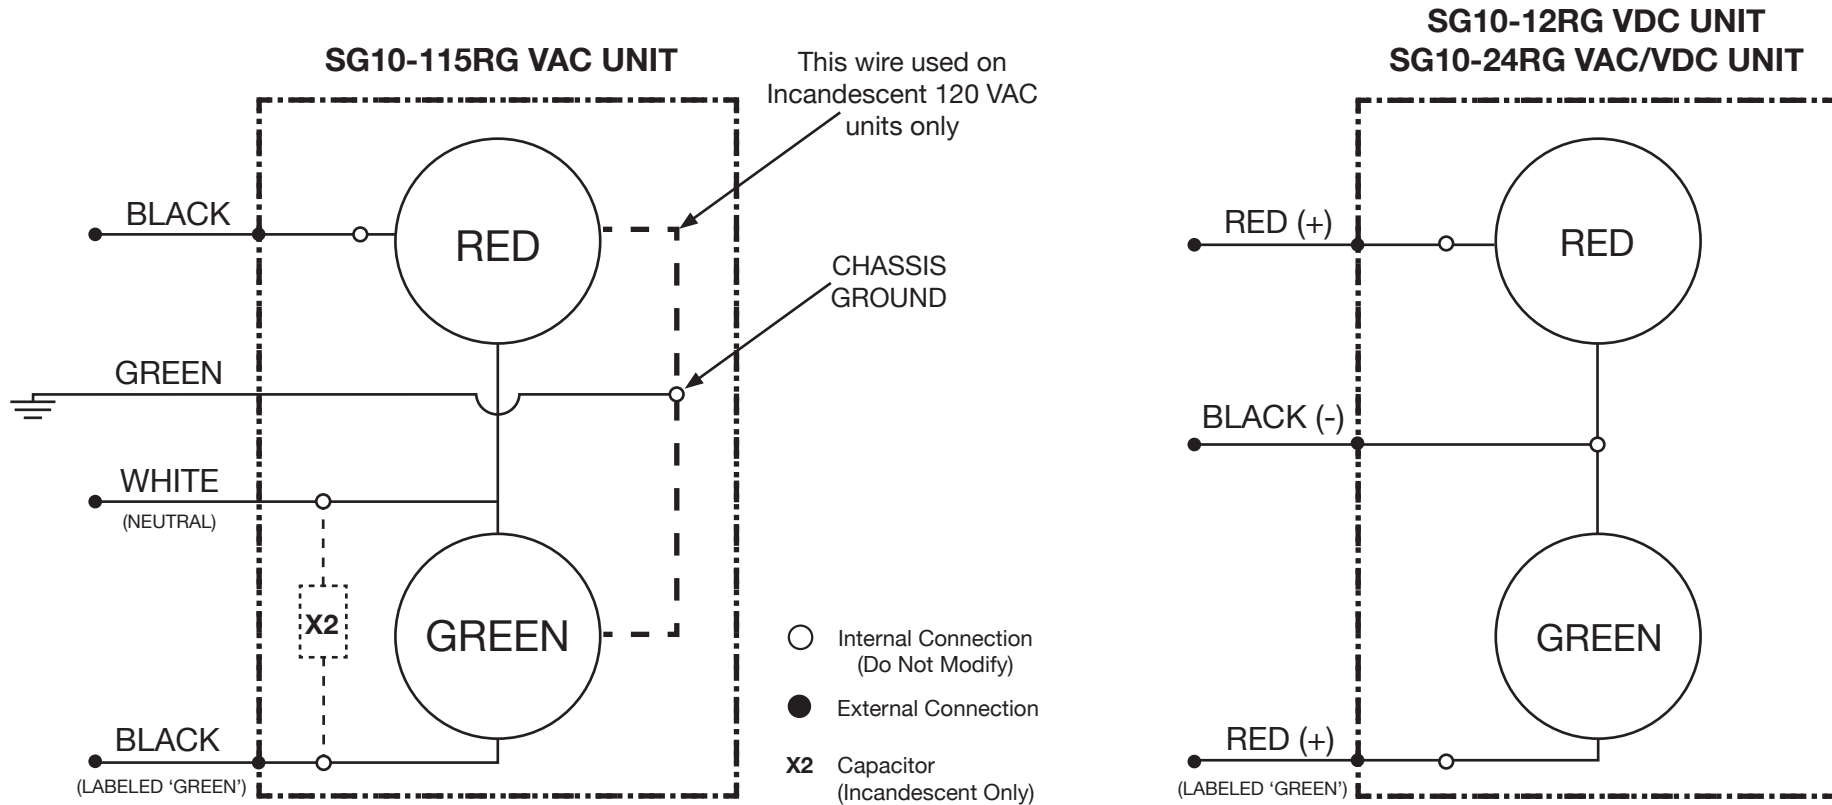 SG10-115RG VAC UNIT
This wire used on
Incandescent 120 VAC
units only
BLACK
RED
CHASSIS
GROUND
GREEN
WHITE
(NEUTRAL)
X2
GREEN
BLACK
(LABELED ‘GREEN’)
Internal Connection
(Do Not Modify)
External Connection
X2 Capacitor
(Incandescent Only)
SG10-12RG VDC UNIT
SG10-24RG VAC/VDC UNIT
RED (+)
RED
BLACK (-)
GREEN
RED (+)
(LABELED ‘GREEN’)